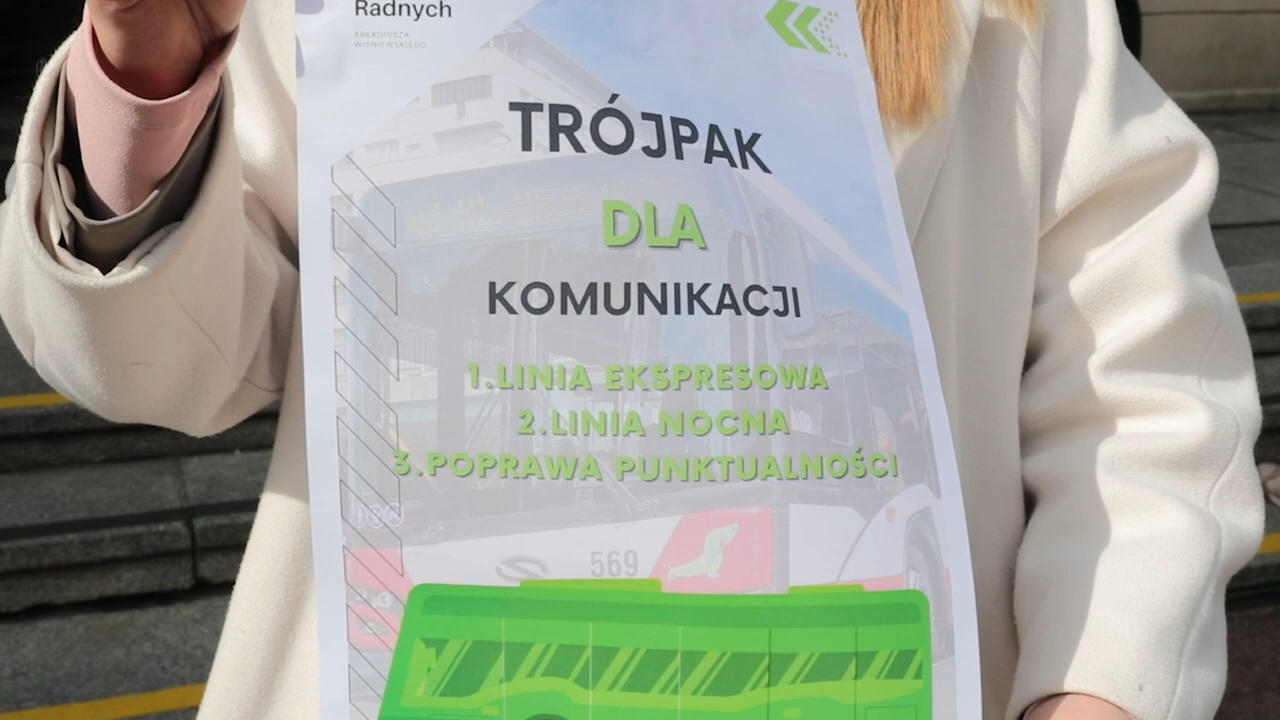 Radnych
ARKADIUSZA
WIŚNIEWSKIEGO
TRÓJPAK
DLA
KOMUNIKACJI
1.LINIA EKSPRESOWA
2.LINIA NOCNA
3.POPRAWA PUNKTUALNOŚCI
569